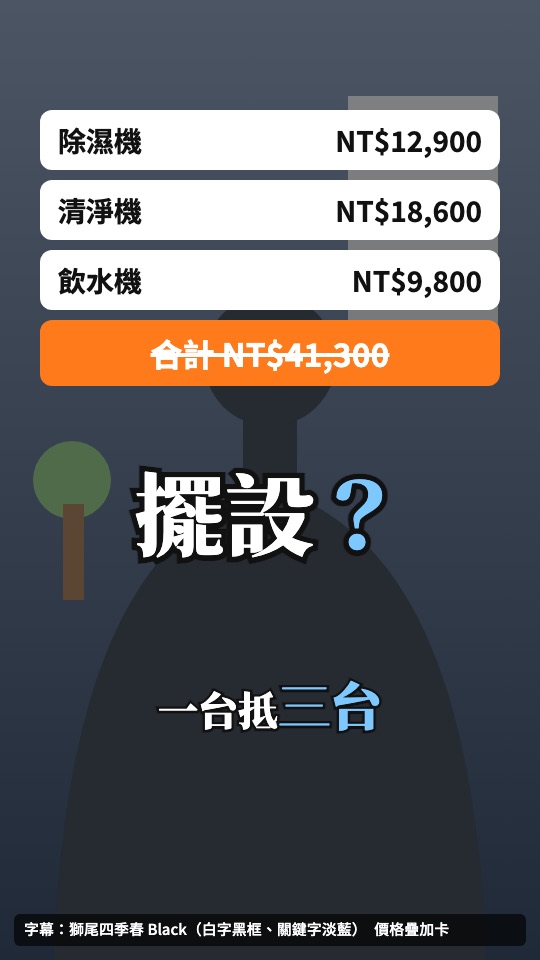 除濕機 NT$12,900
清淨機 NT$18,600
飲水機 NT$9,800
合計 NT$41,300
擺設？
一台抵三台
字幕：獅尾四季春 Black（白字黑框、關鍵字淡藍） 價格疊加卡